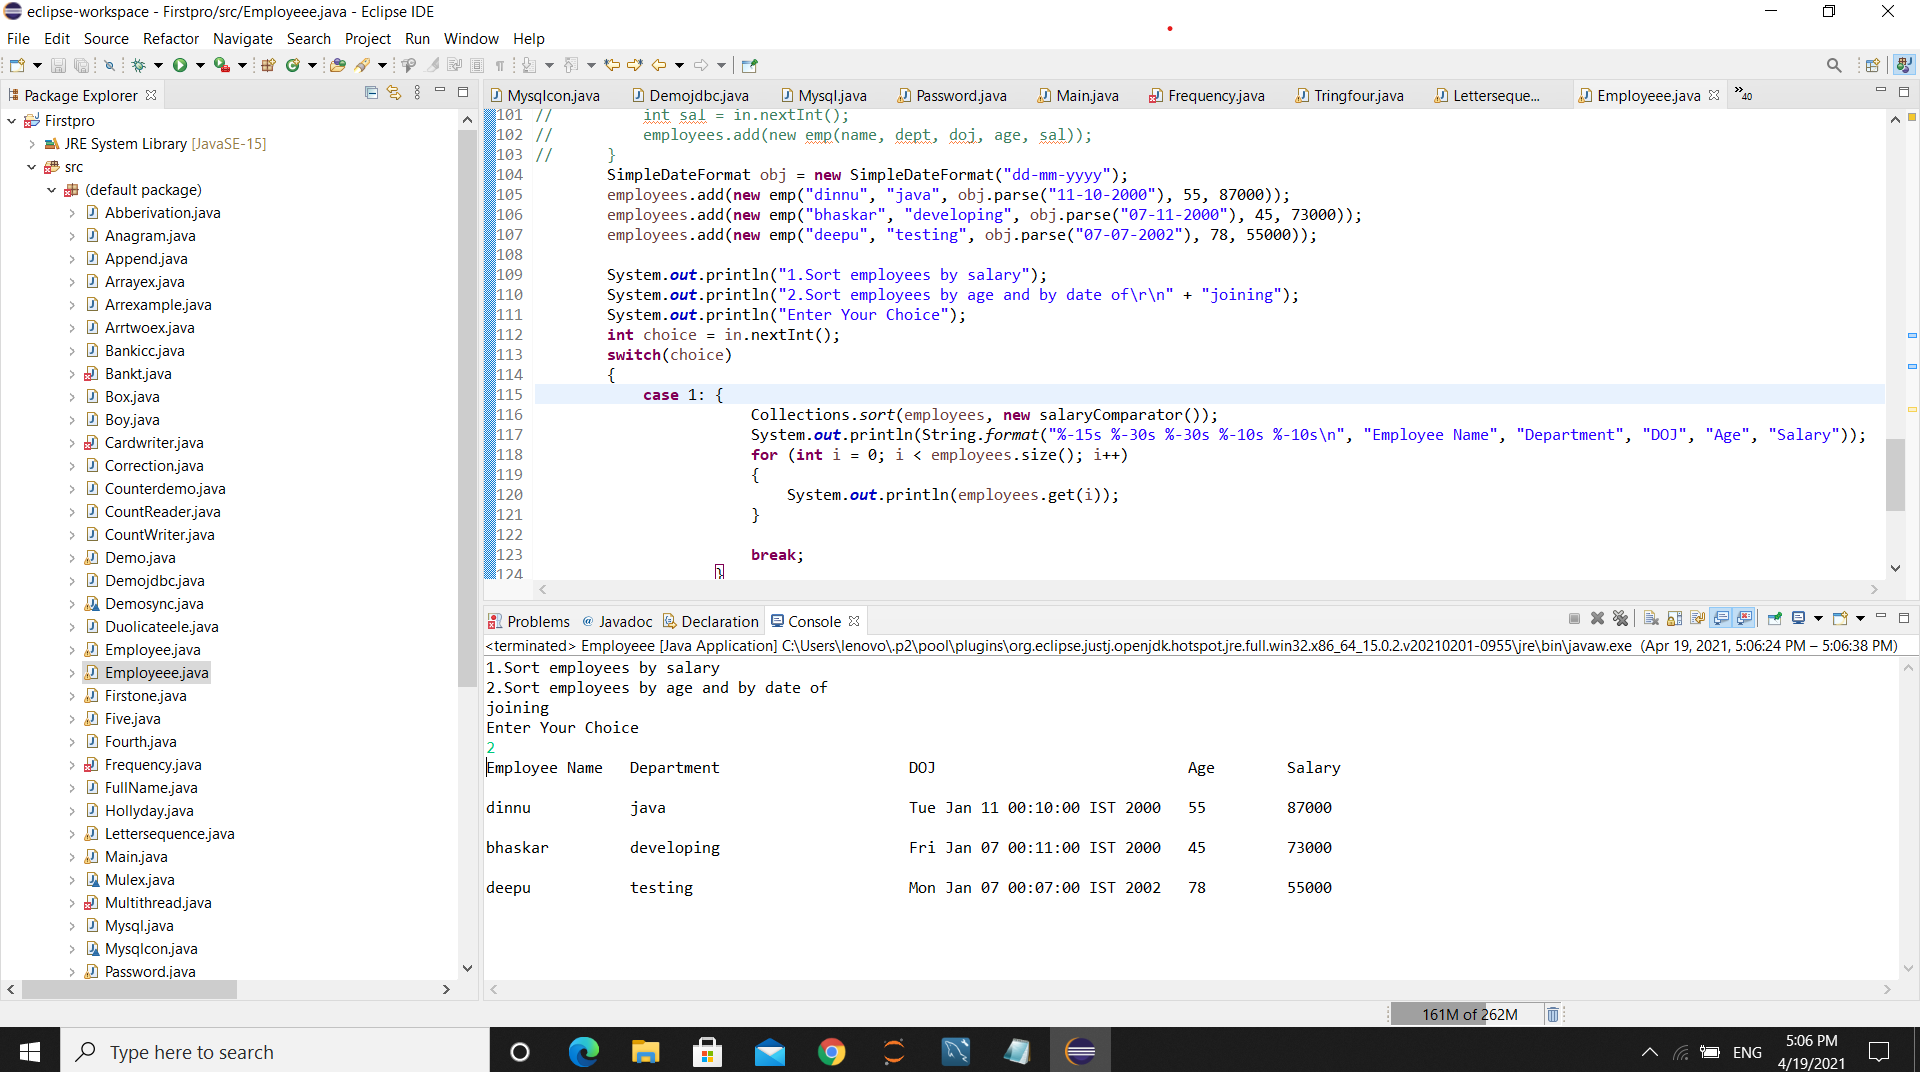 eclipse-workspace - Firstpro/src/Employeee.java - Eclipse IDE
File Edit Source Refactor Navigate Search Project Run Window Help
Package Explorer
Firstpro
JRE System Library [JavaSE-15]
src
(default package)
Abberivation.java
Anagram.java
Append.java
Arrayex.java
Arrexample.java
Arrtwoex.java
Bankicc.java
Bankt.java
Box.java
Boy.java
Cardwriter.java
Correction.java
Counterdemo.java
CountReader.java
CountWriter.java
Demo.java
Demojdbc.java
Demosync.java
Duolicateele.java
Employee.java
Employeee.java
Firstone.java
Five.java
Fourth.java
Frequency.java
FullName.java
Hollyday.java
Lettersequence.java
Main.java
Mulex.java
Multithread.java
Mysql.java
Mysqlcon.java
Password.java
Mysqlcon.java Demojdbc.java Mysql.java Password.java Main.java Frequency.java Tringfour.java Letterseque... Employeee.java »40
101 // int sal = in.nextInt();
102 // employees.add(new emp(name, dept, doj, age, sal));
103 // }
104 SimpleDateFormat obj = new SimpleDateFormat("dd-mm-yyyy");
105 employees.add(new emp("dinnu", "java", obj.parse("11-10-2000"), 55, 87000));
106 employees.add(new emp("bhaskar", "developing", obj.parse("07-11-2000"), 45, 73000));
107 employees.add(new emp("deepu", "testing", obj.parse("07-07-2002"), 78, 55000));
108
109 System.out.println("1.Sort employees by salary");
110 System.out.println("2.Sort employees by age and by date of\r\n" + "joining");
111 System.out.println("Enter Your Choice");
112 int choice = in.nextInt();
113 switch(choice)
114 {
115 case 1: {
116 Collections.sort(employees, new salaryComparator());
117 System.out.println(String.format("%-15s %-30s %-30s %-10s %-10s\n", "Employee Name", "Department", "DOJ", "Age", "Salary"));
118 for (int i = 0; i < employees.size(); i++)
119 {
120 System.out.println(employees.get(i));
121 }
122
123 break;
124 }
Problems @ Javadoc Declaration Console
<terminated> Employeee [Java Application] C:\Users\lenovo\.p2\pool\plugins\org.eclipse.justj.openjdk.hotspot.jre.full.win32.x86_64_15.0.2.v20210201-0955\jre\bin\javaw.exe (Apr 19, 2021, 5:06:24 PM – 5:06:38 PM)
1.Sort employees by salary
2.Sort employees by age and by date of
joining
Enter Your Choice
2
Employee Name Department DOJ Age Salary
dinnu java Tue Jan 11 00:10:00 IST 2000 55 87000
bhaskar developing Fri Jan 07 00:11:00 IST 2000 45 73000
deepu testing Mon Jan 07 00:07:00 IST 2002 78 55000
161M of 262M
Type here to search
ENG
5:06 PM
4/19/2021